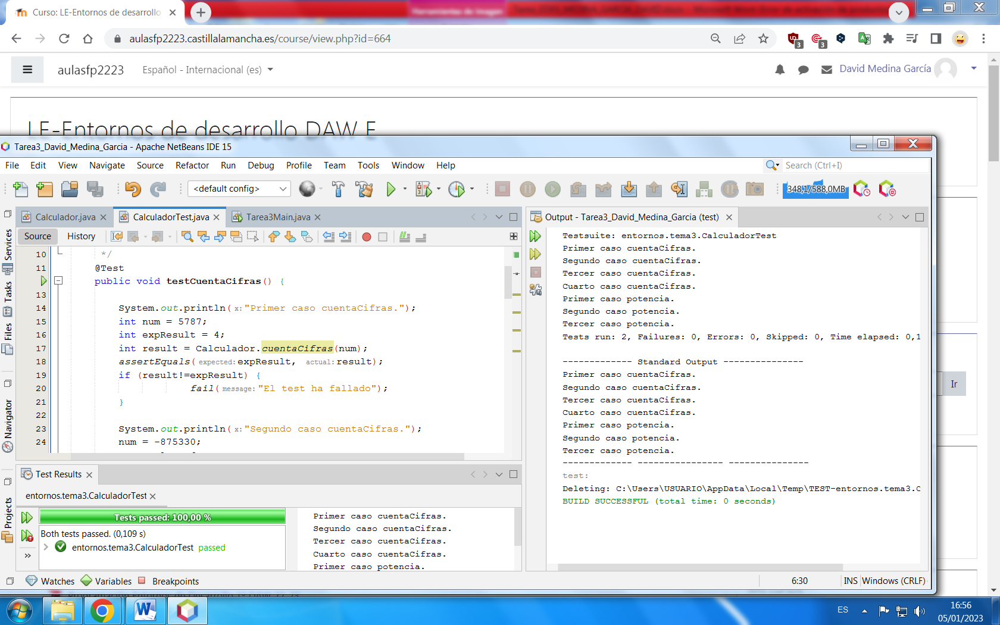 Curso: LE-Entornos de desarrollo
Herramientas de imagen
aulasfp2223.castillalamancha.es/course/view.php?id=664
3
3
aulasfp2223
Español - Internacional (es)
David Medina García
LE-Entornos de desarrollo DAW E
Tarea3_David_Medina_Garcia - Apache NetBeans IDE 15
File Edit View Navigate Source Refactor Run Debug Profile Team Tools Window Help
Search (Ctrl+I)
<default config>
348,1/588,0MB
Calculador.java
CalculadorTest.java
Tarea3Main.java
Source History
Services
Tasks
Files
Navigator
Projects
10 */
11 @Test
public void testCuentaCifras() {
13
14 System.out.println(x:"Primer caso cuentaCifras.");
15 int num = 5787;
16 int expResult = 4;
17 int result = Calculador.cuentaCifras(num);
18 assertEquals(expected:expResult, actual:result);
19 if (result!=expResult) {
20 fail(message:"El test ha fallado");
21 }
22
23 System.out.println(x:"Segundo caso cuentaCifras.");
24 num = -875330;
Output - Tarea3_David_Medina_Garcia (test)
Testsuite: entornos.tema3.CalculadorTest
Primer caso cuentaCifras.
Segundo caso cuentaCifras.
Tercer caso cuentaCifras.
Cuarto caso cuentaCifras.
Primer caso potencia.
Segundo caso potencia.
Tercer caso potencia.
Tests run: 2, Failures: 0, Errors: 0, Skipped: 0, Time elapsed: 0,1
------------- Standard Output ---------------
Primer caso cuentaCifras.
Segundo caso cuentaCifras.
Tercer caso cuentaCifras.
Cuarto caso cuentaCifras.
Primer caso potencia.
Segundo caso potencia.
Tercer caso potencia.
------------- ---------------- ---------------
test:
Deleting: C:\Users\USUARIO\AppData\Local\Temp\TEST-entornos.tema3.C
BUILD SUCCESSFUL (total time: 0 seconds)
Ir
Test Results
entornos.tema3.CalculadorTest
Tests passed: 100,00 %
Both tests passed. (0,109 s)
entornos.tema3.CalculadorTest passed
Primer caso cuentaCifras.
Segundo caso cuentaCifras.
Tercer caso cuentaCifras.
Cuarto caso cuentaCifras.
Primer caso potencia.
Watches Variables Breakpoints
6:30 INS Windows (CRLF)
ES
16:56
05/01/2023